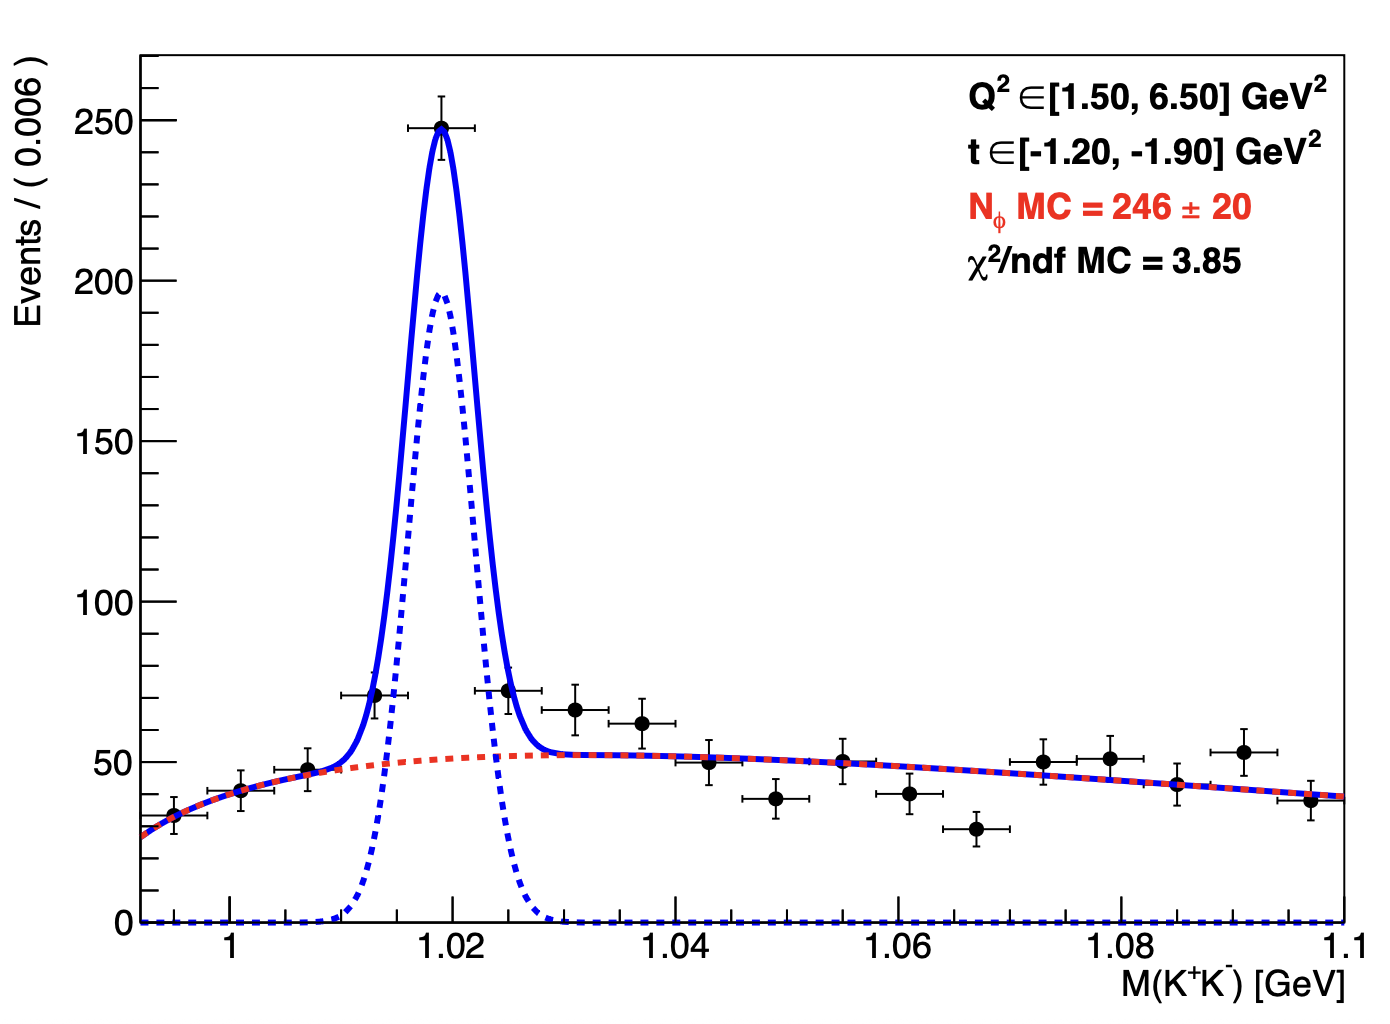 Events / ( 0.006 )
250
200
150
100
50
0
Q² ∈[1.50, 6.50] GeV²
t ∈[-1.20, -1.90] GeV²
N_ϕ MC = 246 ± 20
χ²/ndf MC = 3.85
1 1.02 1.04 1.06 1.08 1.1
M(K⁺K⁻) [GeV]